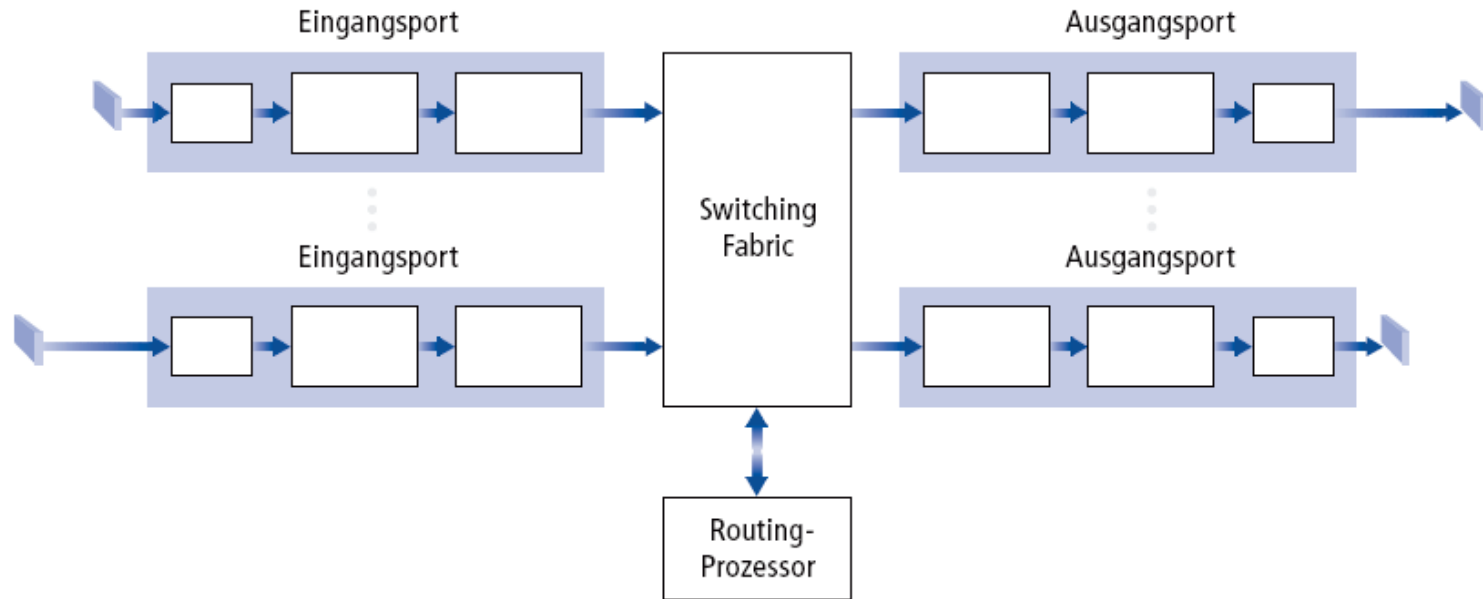 Eingangsport
Ausgangsport
Switching
Fabric
Eingangsport
Ausgangsport
Routing-
Prozessor